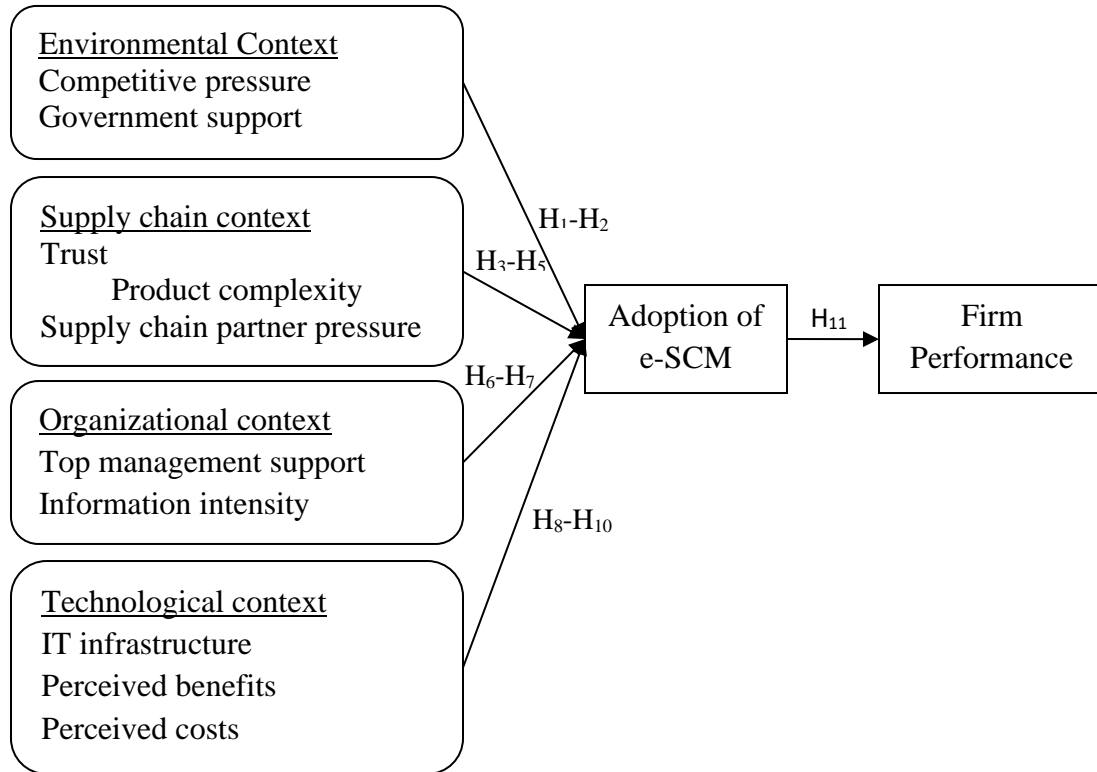 Environmental Context
Competitive pressure
Government support
Supply chain context
Trust
Product complexity
Supply chain partner pressure
Organizational context
Top management support
Information intensity
Technological context
IT infrastructure
Perceived benefits
Perceived costs
H₁-H₂
H₃-H₅
H₆-H₇
H₈-H₁₀
Adoption of
e-SCM
H₁₁
Firm
Performance